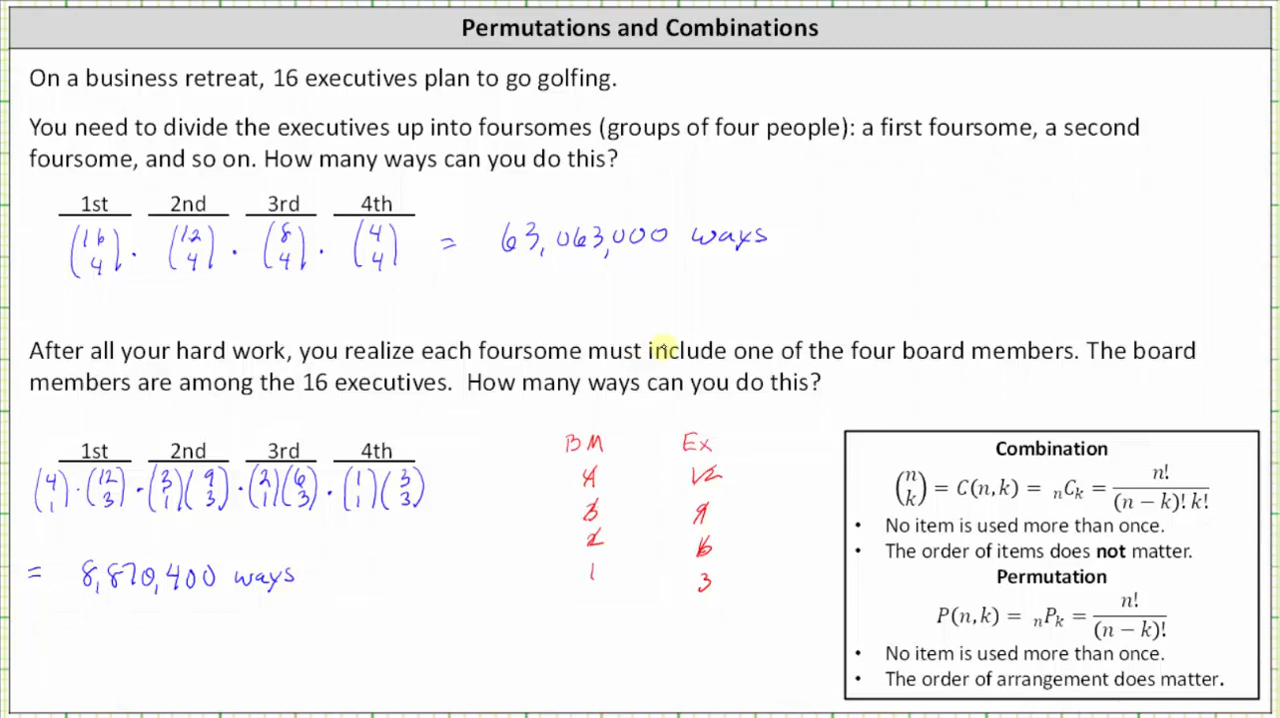 Permutations and Combinations
On a business retreat, 16 executives plan to go golfing.
You need to divide the executives up into foursomes (groups of four people): a first foursome, a second
foursome, and so on. How many ways can you do this?
1st 2nd 3rd 4th
(16 4) · (12 4) · (8 4) · (4 4) = 63,063,000 ways
After all your hard work, you realize each foursome must include one of the four board members. The board
members are among the 16 executives. How many ways can you do this?
1st 2nd 3rd 4th
(4 1) · (12 3) · (3 1)(9 3) · (2 1)(6 3) · (1 1)(3 3)
= 8,870,400 ways
BM Ex
4 12
3 9
2 6
1 3
Combination
(n k) = C(n, k) = nCk = n! / (n − k)! k!
• No item is used more than once.
• The order of items does not matter.
Permutation
P(n, k) = nPk = n! / (n − k)!
• No item is used more than once.
• The order of arrangement does matter.